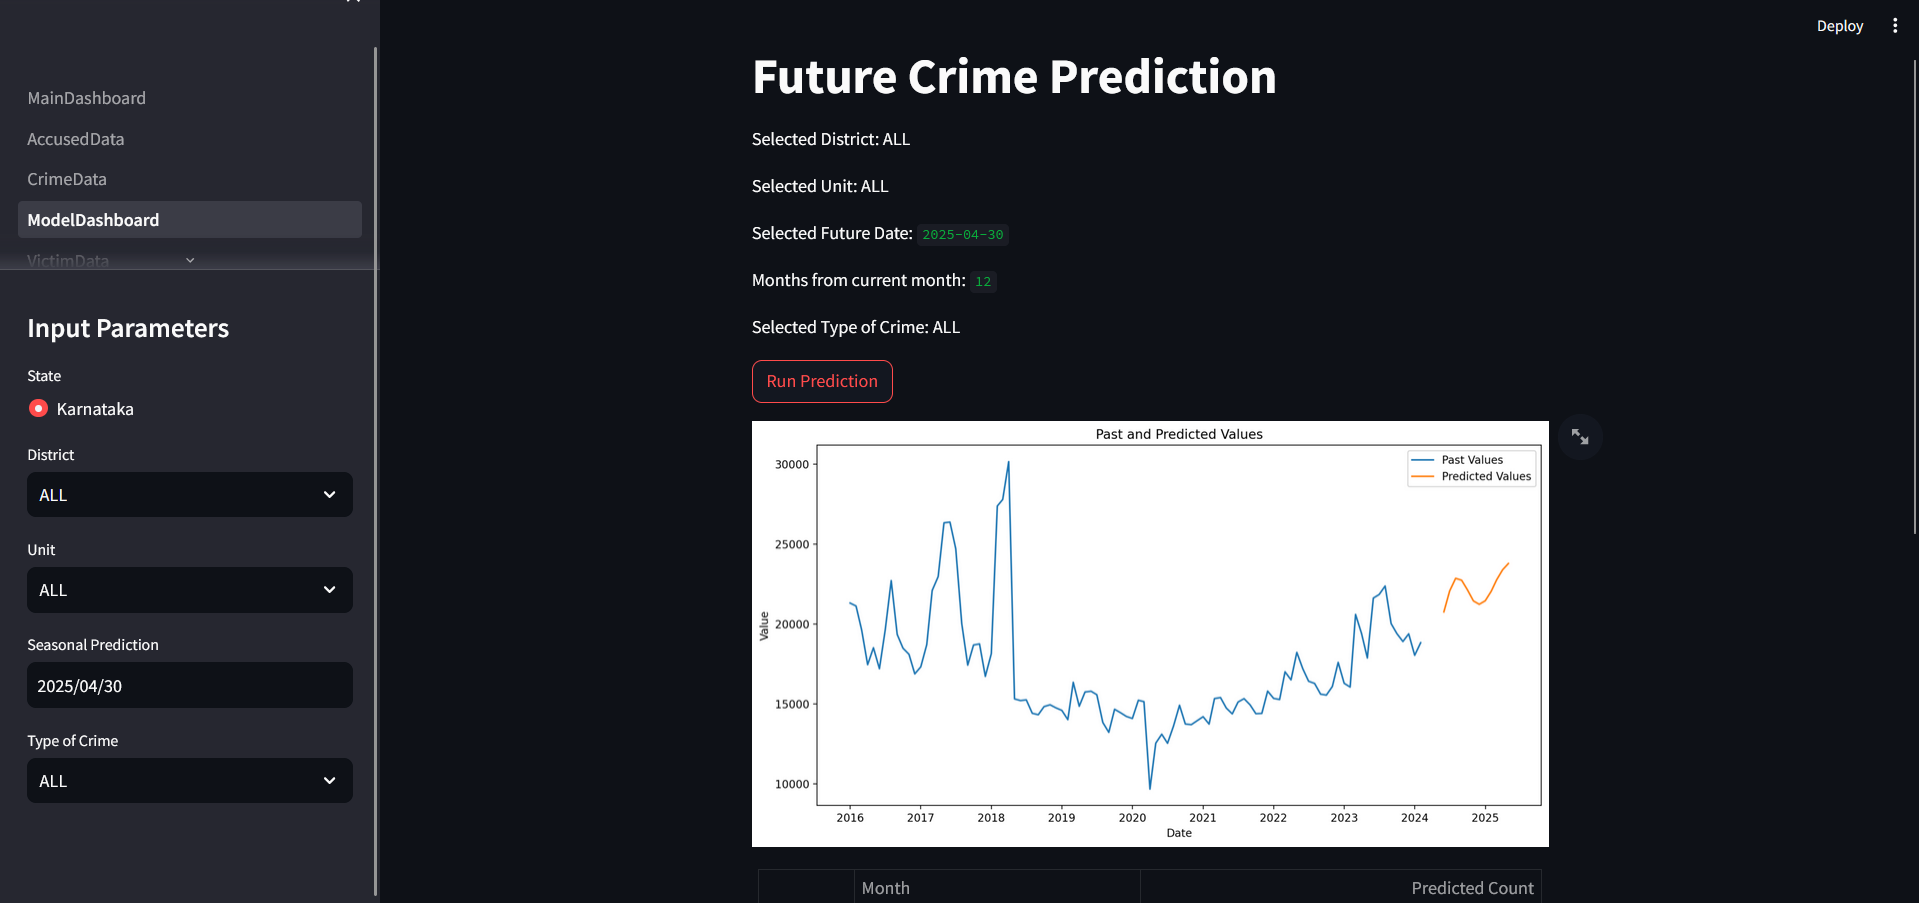 Deploy
MainDashboard
AccusedData
CrimeData
ModelDashboard
VictimData
Input Parameters
State
Karnataka
District
ALL
Unit
ALL
Seasonal Prediction
2025/04/30
Type of Crime
ALL
Future Crime Prediction
Selected District: ALL
Selected Unit: ALL
Selected Future Date: 2025-04-30
Months from current month: 12
Selected Type of Crime: ALL
Run Prediction
Past and Predicted Values
Past Values
Predicted Values
30000
25000
20000
15000
10000
Value
2016 2017 2018 2019 2020 2021 2022 2023 2024 2025
Date
Month Predicted Count